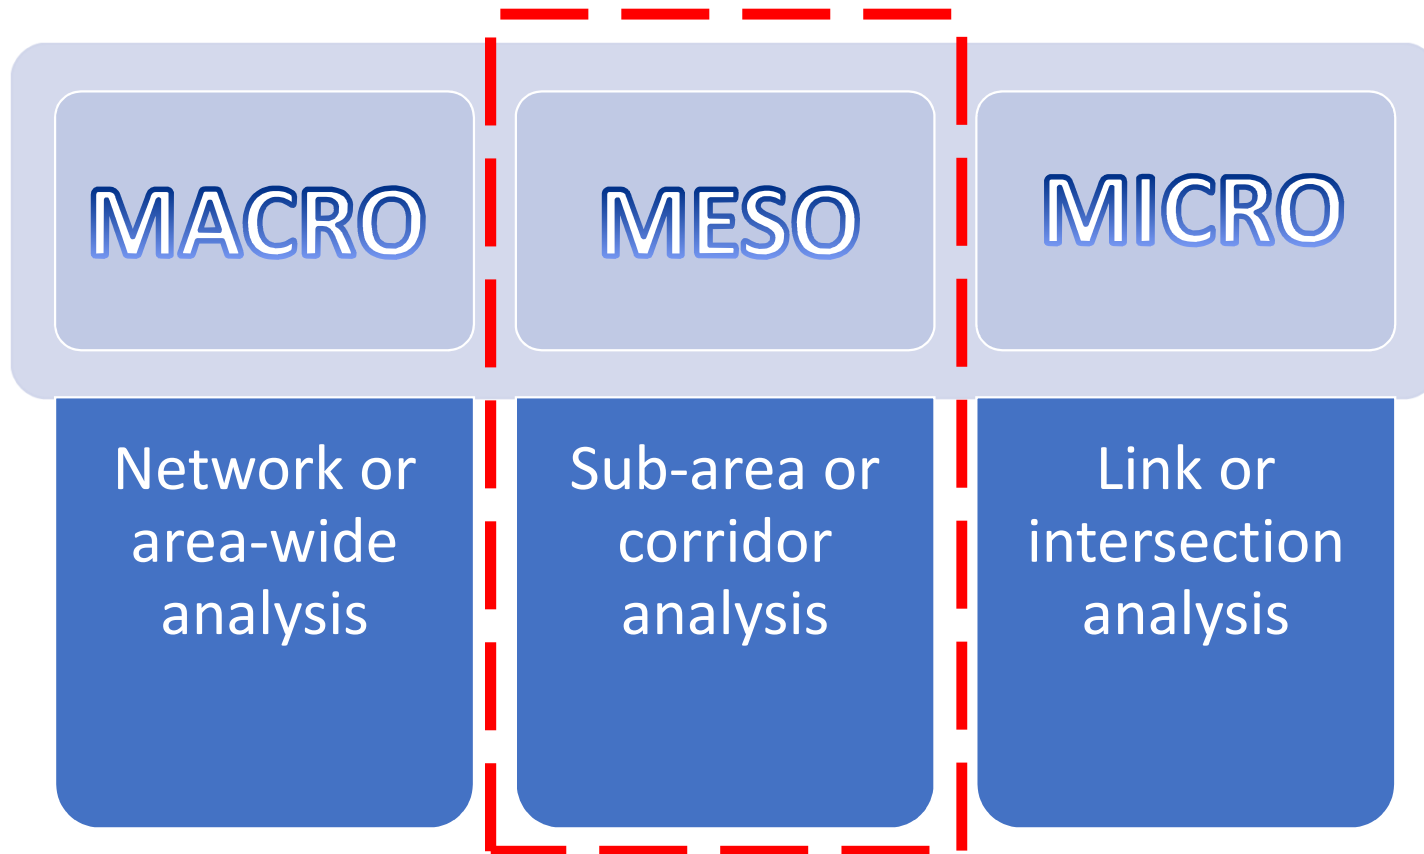 MACRO
MESO
MICRO
Network or
area-wide
analysis
Sub-area or
corridor
analysis
Link or
intersection
analysis